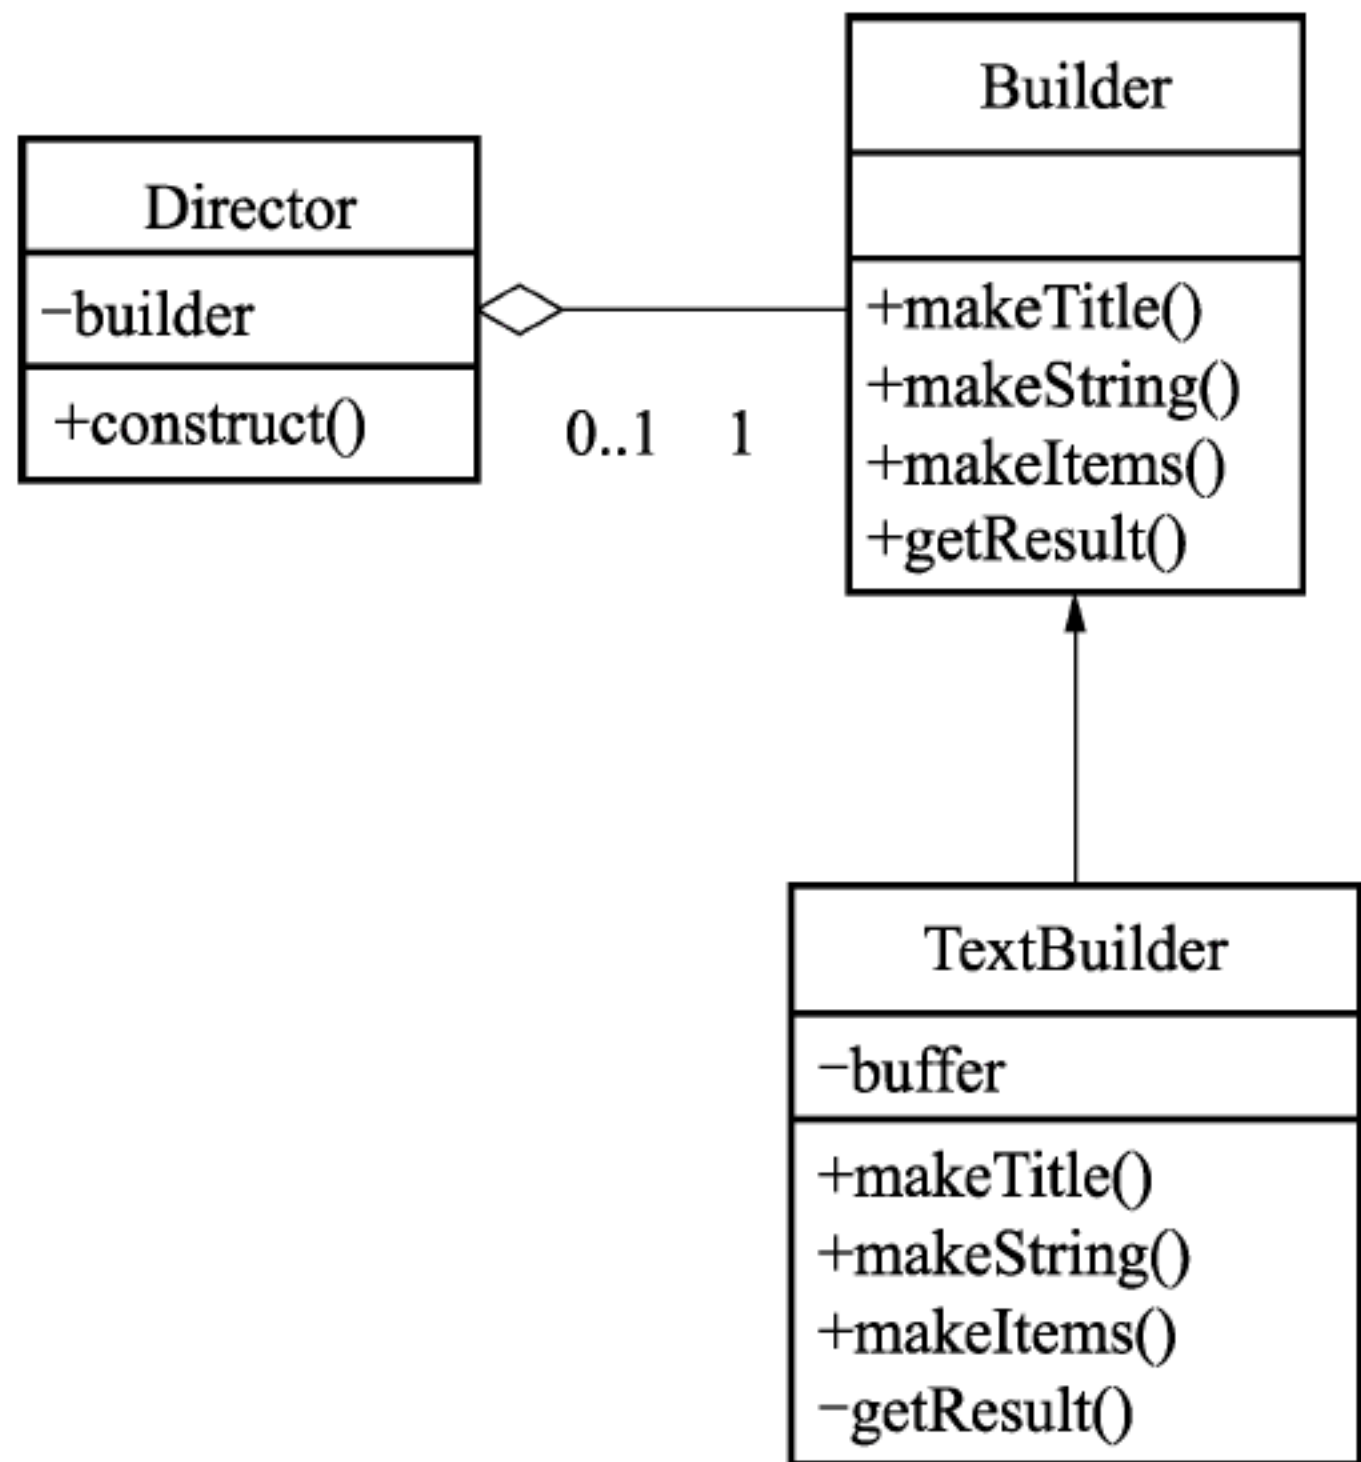 Director
−builder
+construct()
0..1 1
Builder
+makeTitle()
+makeString()
+makeItems()
+getResult()
TextBuilder
−buffer
+makeTitle()
+makeString()
+makeItems()
−getResult()